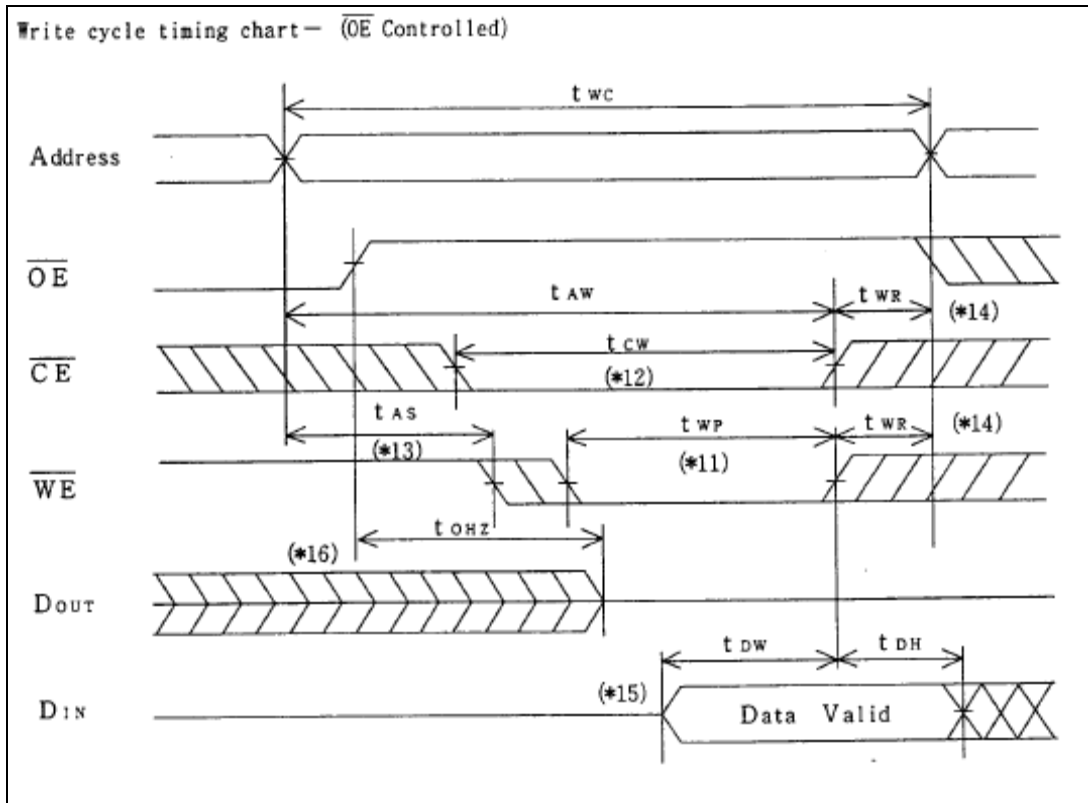 Write cycle timing chart— (OE Controlled)
t WC
Address
OE
t AW
t WR
(*14)
CE
t CW
(*12)
t AS
(*13)
t WP
(*11)
t WR
(*14)
WE
t OHZ
(*16)
DOUT
t DW
t DH
(*15)
DIN
Data Valid